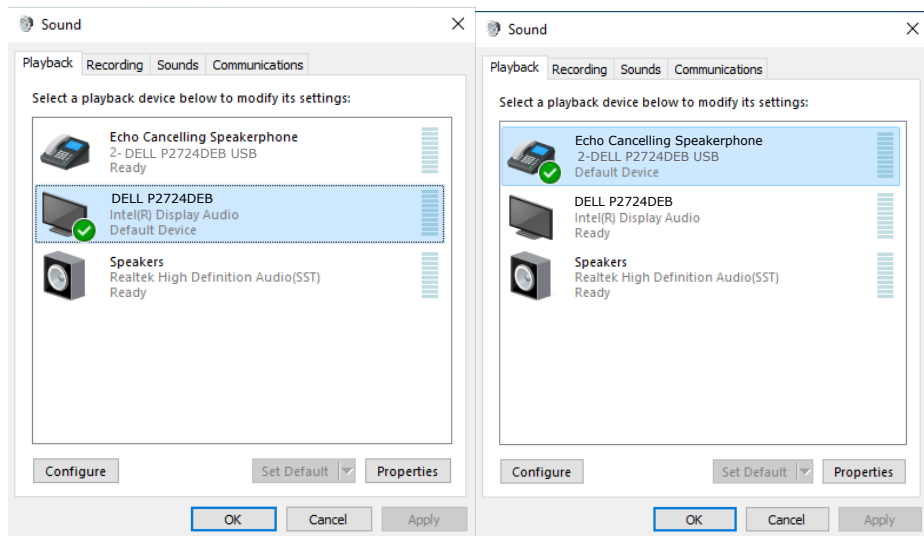 Sound
Playback Recording Sounds Communications
Select a playback device below to modify its settings:
Echo Cancelling Speakerphone
2- DELL P2724DEB USB
Ready
DELL P2724DEB
Intel(R) Display Audio
Default Device
Speakers
Realtek High Definition Audio(SST)
Ready
Configure Set Default Properties
OK Cancel Apply
Sound
Playback Recording Sounds Communications
Select a playback device below to modify its settings:
Echo Cancelling Speakerphone
2-DELL P2724DEB USB
Default Device
DELL P2724DEB
Intel(R) Display Audio
Ready
Speakers
Realtek High Definition Audio(SST)
Ready
Configure Set Default Properties
OK Cancel Apply